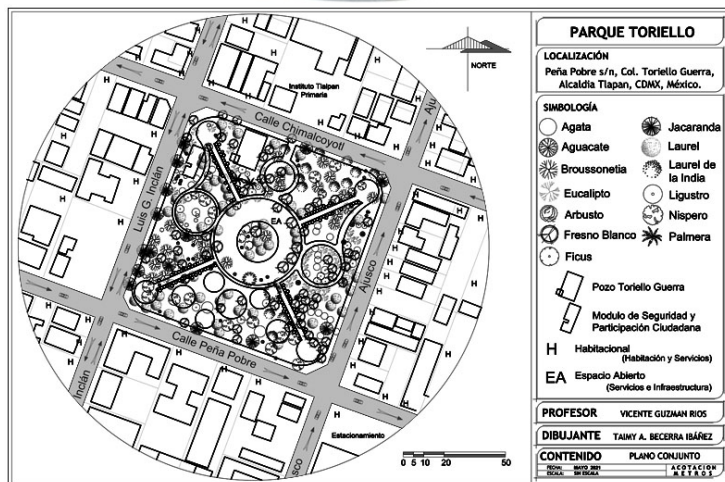 Instituto Tlalpan
Primaria
Calle Chimalcoyotl
Luis G. Inclán
EA
Ajusco
Calle Peña Pobre
Inclán
Estacionamiento
NORTE
0 5 10 20 50
PARQUE TORIELLO
LOCALIZACIÓN
Peña Pobre s/n, Col. Toriello Guerra,
Alcaldia Tlapan, CDMX, México.
SIMBOLOGÍA
Agata
Aguacate
Broussonetia
Eucalipto
Arbusto
Fresno Blanco
Ficus
Jacaranda
Laurel
Laurel de
la India
Ligustro
Nispero
Palmera
Pozo Toriello Guerra
Modulo de Seguridad y
Participación Ciudadana
H Habitacional
(Habitación y Servicios)
EA Espacio Abierto
(Servicios e Infraestructura)
PROFESOR VICENTE GUZMAN RIOS
DIBUJANTE TAIMY A. BECERRA IBÁÑEZ
CONTENIDO PLANO CONJUNTO
FECHA: MAYO 2021
ESCALA: SIN ESCALA
ACOTACION
METROS